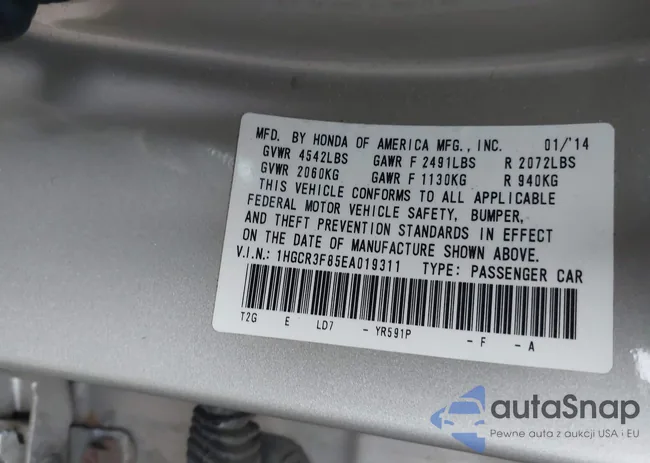 MFD. BY HONDA OF AMERICA MFG., INC. 01/'14
GVWR 4542LBS GAWR F 2491LBS R 2072LBS
GVWR 2060KG GAWR F 1130KG R 940KG
THIS VEHICLE CONFORMS TO ALL APPLICABLE
FEDERAL MOTOR VEHICLE SAFETY, BUMPER,
AND THEFT PREVENTION STANDARDS IN EFFECT
ON THE DATE OF MANUFACTURE SHOWN ABOVE.
V.I.N.: 1HGCR3F85EA019311 TYPE: PASSENGER CAR
T2G E LD7 - YR591P - F - A
autaSnap
Pewne auta z aukcji USA i EU